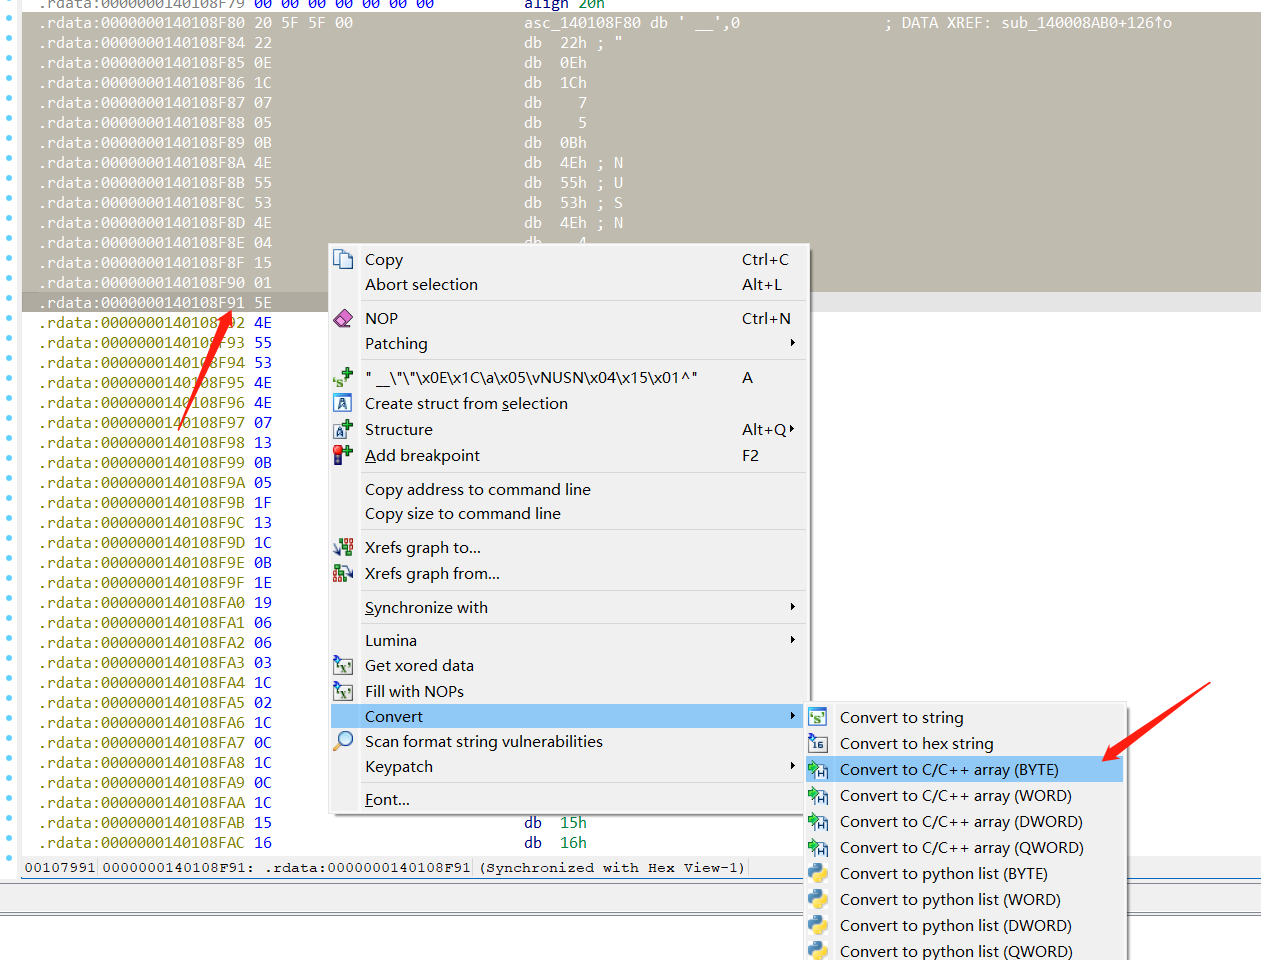 .rdata:0000000140108F79 00 00 00 00 00 00 00 align 20h
.rdata:0000000140108F80 20 5F 5F 00 asc_140108F80 db ' __',0 ; DATA XREF: sub_140008AB0+126↑o
.rdata:0000000140108F84 22 db 22h ; "
.rdata:0000000140108F85 0E db 0Eh
.rdata:0000000140108F86 1C db 1Ch
.rdata:0000000140108F87 07 db 7
.rdata:0000000140108F88 05 db 5
.rdata:0000000140108F89 0B db 0Bh
.rdata:0000000140108F8A 4E db 4Eh ; N
.rdata:0000000140108F8B 55 db 55h ; U
.rdata:0000000140108F8C 53 db 53h ; S
.rdata:0000000140108F8D 4E db 4Eh ; N
.rdata:0000000140108F8E 04 db 4
.rdata:0000000140108F8F 15
.rdata:0000000140108F90 01
.rdata:0000000140108F91 5E
.rdata:0000000140108F92 4E
.rdata:0000000140108F93 55
.rdata:0000000140108F94 53
.rdata:0000000140108F95 4E
.rdata:0000000140108F96 4E
.rdata:0000000140108F97 07
.rdata:0000000140108F98 13
.rdata:0000000140108F99 0B
.rdata:0000000140108F9A 05
.rdata:0000000140108F9B 1F
.rdata:0000000140108F9C 13
.rdata:0000000140108F9D 1C
.rdata:0000000140108F9E 0B
.rdata:0000000140108F9F 1E
.rdata:0000000140108FA0 19
.rdata:0000000140108FA1 06
.rdata:0000000140108FA2 06
.rdata:0000000140108FA3 03
.rdata:0000000140108FA4 1C
.rdata:0000000140108FA5 02
.rdata:0000000140108FA6 1C
.rdata:0000000140108FA7 0C
.rdata:0000000140108FA8 1C
.rdata:0000000140108FA9 0C
.rdata:0000000140108FAA 1C
.rdata:0000000140108FAB 15 db 15h
.rdata:0000000140108FAC 16 db 16h
00107991 0000000140108F91: .rdata:0000000140108F91 (Synchronized with Hex View-1)
Copy Ctrl+C
Abort selection Alt+L
NOP Ctrl+N
Patching
" __\"\"\x0E\x1C\a\x05\vNUSN\x04\x15\x01^" A
Create struct from selection
Structure Alt+Q
Add breakpoint F2
Copy address to command line
Copy size to command line
Xrefs graph to...
Xrefs graph from...
Synchronize with
Lumina
Get xored data
Fill with NOPs
Convert
Scan format string vulnerabilities
Keypatch
Font...
Convert to string
Convert to hex string
Convert to C/C++ array (BYTE)
Convert to C/C++ array (WORD)
Convert to C/C++ array (DWORD)
Convert to C/C++ array (QWORD)
Convert to python list (BYTE)
Convert to python list (WORD)
Convert to python list (DWORD)
Convert to python list (QWORD)